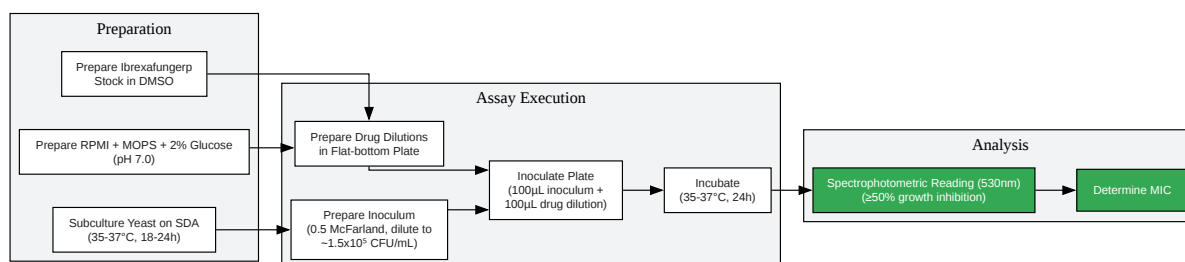 Preparation
Prepare Ibrexafungerp
Stock in DMSO
Prepare RPMI + MOPS + 2% Glucose
(pH 7.0)
Subculture Yeast on SDA
(35-37°C, 18-24h)
Assay Execution
Prepare Drug Dilutions
in Flat-bottom Plate
Prepare Inoculum
(0.5 McFarland, dilute to
~1.5x10⁵ CFU/mL)
Inoculate Plate
(100µL inoculum +
100µL drug dilution)
Incubate
(35-37°C, 24h)
Analysis
Spectrophotometric Reading (530nm)
(≥50% growth inhibition)
Determine MIC